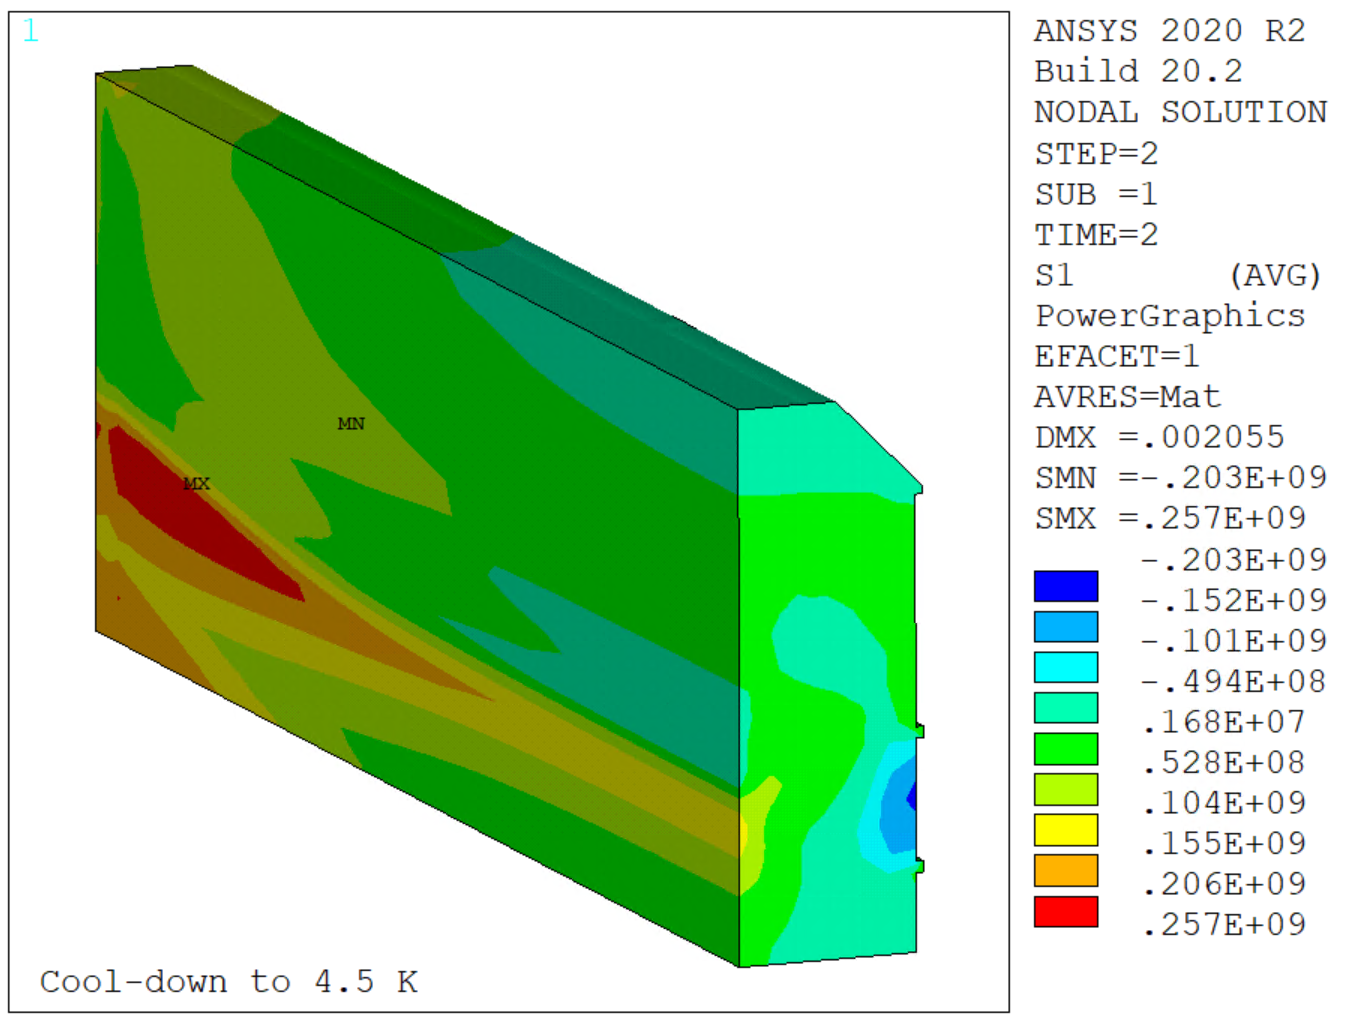 1
ANSYS 2020 R2
Build 20.2
NODAL SOLUTION
STEP=2
SUB =1
TIME=2
S1 (AVG)
PowerGraphics
EFACET=1
AVRES=Mat
DMX =.002055
SMN =-.203E+09
SMX =.257E+09
-.203E+09
-.152E+09
-.101E+09
-.494E+08
.168E+07
.528E+08
.104E+09
.155E+09
.206E+09
.257E+09
MN
MX
Cool-down to 4.5 K